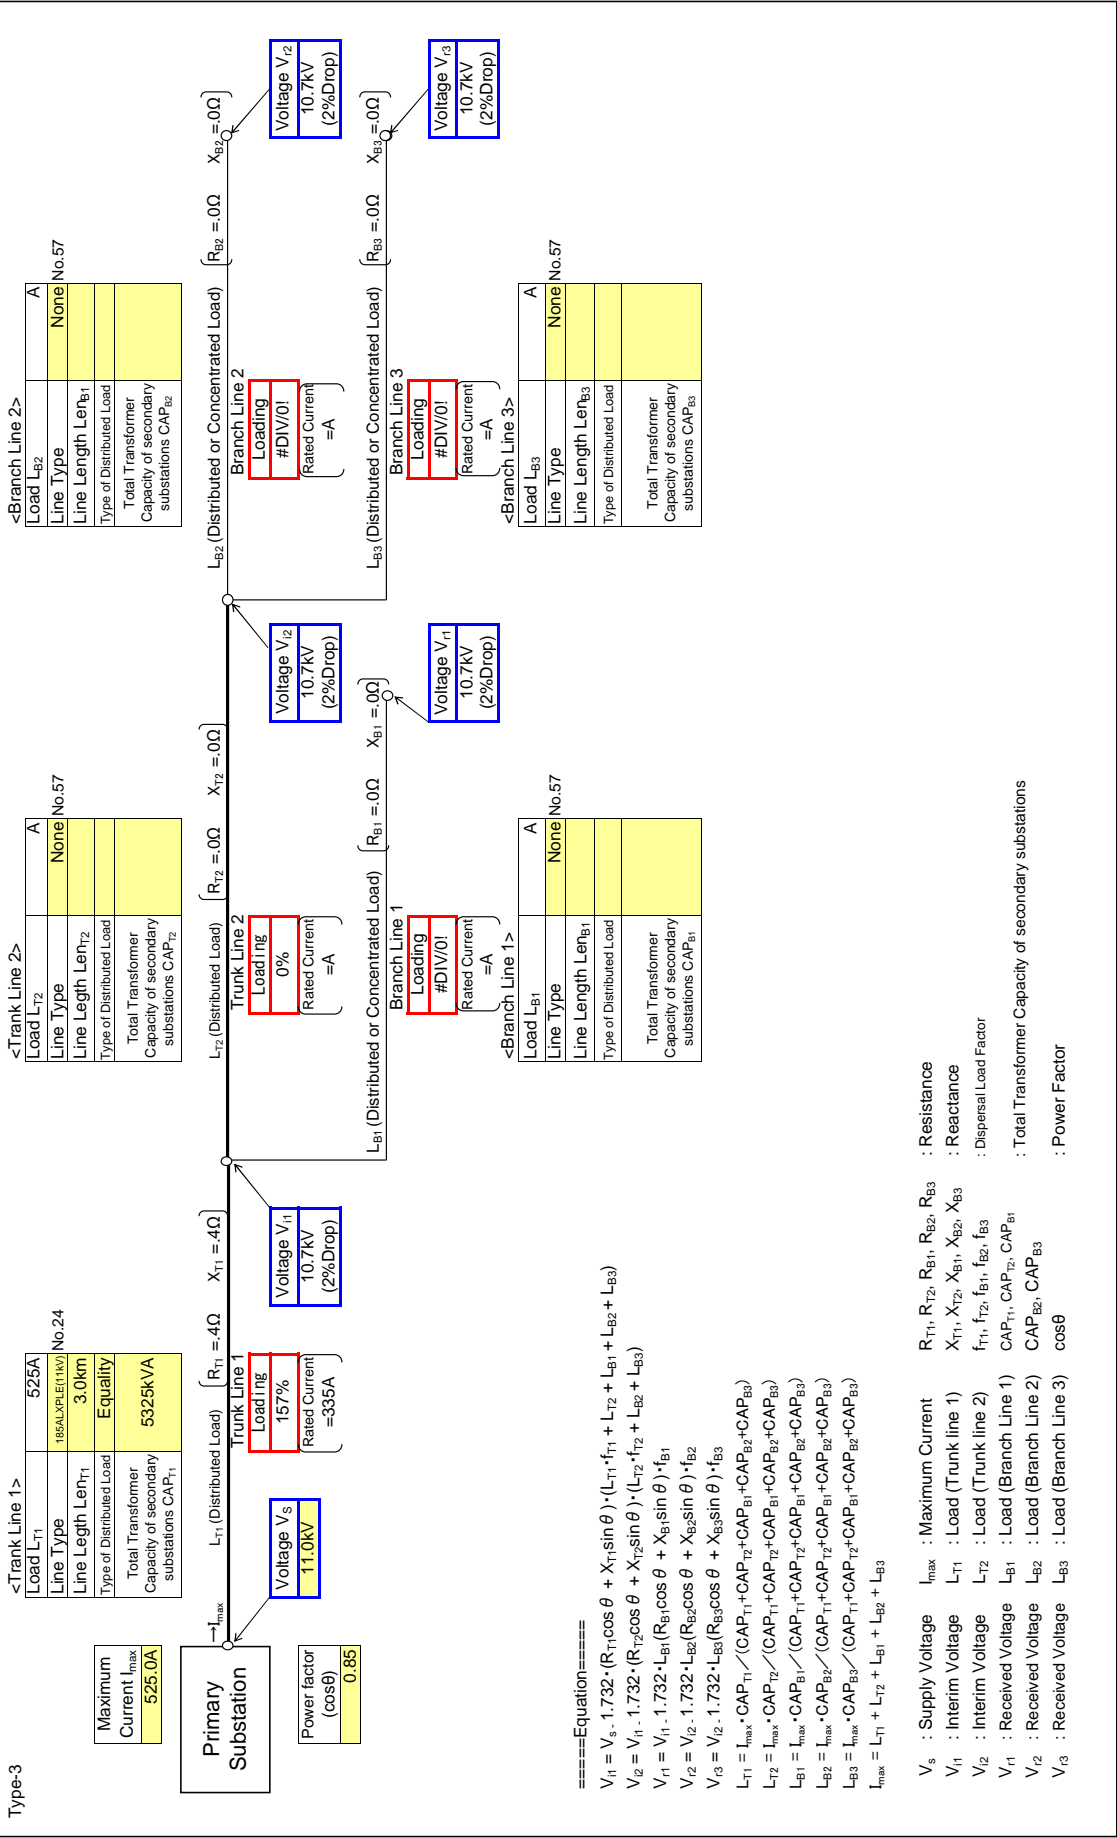 Type-3
Maximum
Current Imax
525.0A
Primary
Substation
Power factor
(cosθ)
0.85
→Imax
Voltage VS
11.0kV
<Trank Line 1>
Load LT1 525A
Line Type 185ALXPLE(11kV) No.24
Line Length LenT1 3.0km
Type of Distributed Load Equality
Total Transformer
Capacity of secondary
substations CAPT1
5325kVA
LT1 (Distributed Load)
RT1 =.4Ω XT1 =.4Ω
Trunk Line 1
Loading
157%
Rated Current
=335A
Voltage Vi1
10.7kV
(2%Drop)
<Trank Line 2>
Load LT2 A
Line Type None No.57
Line Legth LenT2
Type of Distributed Load
Total Transformer
Capacity of secondary
substations CAPT2
LT2 (Distributed Load)
RT2 =.0Ω XT2 =.0Ω
Trunk Line 2
Loading
0%
Rated Current
=A
Voltage Vi2
10.7kV
(2%Drop)
LB1 (Distributed or Concentrated Load)
RB1 =.0Ω XB1 =.0Ω
Branch Line 1
Loading
#DIV/0!
Rated Current
=A
Voltage Vr1
10.7kV
(2%Drop)
<Branch Line 1>
Load LB1 A
Line Type None No.57
Line Length LenB1
Type of Distributed Load
Total Transformer
Capacity of secondary
substations CAPB1
<Branch Line 2>
Load LB2 A
Line Type None No.57
Line Length LenB1
Type of Distributed Load
Total Transformer
Capacity of secondary
substations CAPB2
LB2 (Distributed or Concentrated Load)
RB2 =.0Ω XB2 =.0Ω
Branch Line 2
Loading
#DIV/0!
Rated Current
=A
Voltage Vr2
10.7kV
(2%Drop)
LB3 (Distributed or Concentrated Load)
RB3 =.0Ω XB3 =.0Ω
Branch Line 3
Loading
#DIV/0!
Rated Current
=A
Voltage Vr3
10.7kV
(2%Drop)
<Branch Line 3>
Load LB3 A
Line Type None No.57
Line Length LenB3
Type of Distributed Load
Total Transformer
Capacity of secondary
substations CAPB3
=====Equation=====
Vi1 = VS - 1.732･(RT1cosθ + XT1sinθ)･(LT1･fT1 + LT2 + LB1 + LB2 + LB3)
Vi2 = Vi1 - 1.732･(RT2cosθ + XT2sinθ)･(LT2･fT2 + LB2 + LB3)
Vr1 = Vi1 - 1.732･LB1(RB1cosθ + XB1sinθ)･fB1
Vr2 = Vi2 - 1.732･LB2(RB2cosθ + XB2sinθ)･fB2
Vr3 = Vi2 - 1.732･LB3(RB3cosθ + XB3sinθ)･fB3
LT1 = Imax･CAPT1／(CAPT1+CAPT2+CAPB1+CAPB2+CAPB3)
LT2 = Imax･CAPT2／(CAPT1+CAPT2+CAPB1+CAPB2+CAPB3)
LB1 = Imax･CAPB1／(CAPT1+CAPT2+CAPB1+CAPB2+CAPB3)
LB2 = Imax･CAPB2／(CAPT1+CAPT2+CAPB1+CAPB2+CAPB3)
LB3 = Imax･CAPB3／(CAPT1+CAPT2+CAPB1+CAPB2+CAPB3)
Imax = LT1 + LT2 + LB1 + LB2 + LB3
Vs : Supply Voltage Imax : Maximum Current RT1, RT2, RB1, RB2, RB3 : Resistance
Vi1 : Interim Voltage LT1 : Load (Trunk line 1) XT1, XT2, XB1, XB2, XB3 : Reactance
Vi2 : Interim Voltage LT2 : Load (Trunk line 2) fT1, fT2, fB1, fB2, fB3 : Dispersal Load Factor
Vr1 : Received Voltage LB1 : Load (Branch Line 1) CAPT1, CAPT2, CAPB1 : Total Transformer Capacity of secondary substations
Vr2 : Received Voltage LB2 : Load (Branch Line 2) CAPB2, CAPB3
Vr3 : Received Voltage LB3 : Load (Branch Line 3) cosθ : Power Factor